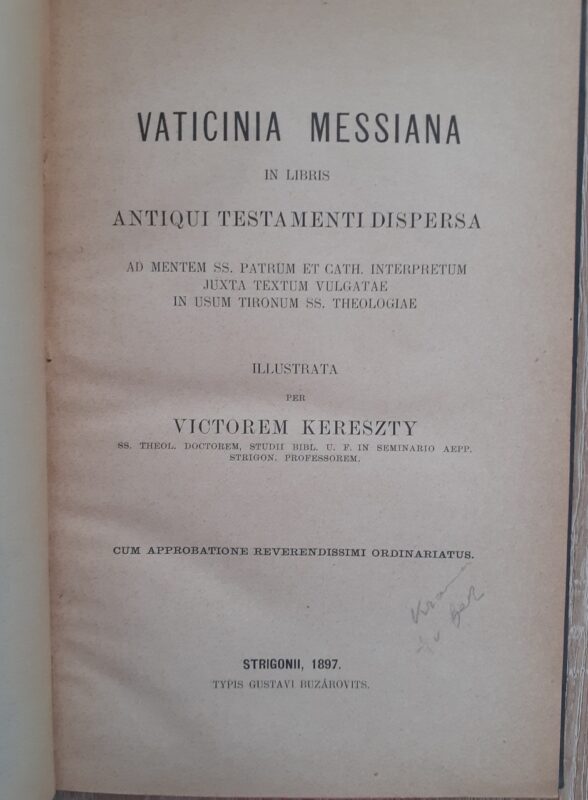 VATICINIA MESSIANA
IN LIBRIS
ANTIQUI TESTAMENTI DISPERSA
AD MENTEM SS. PATRUM ET CATH. INTERPRETUM
JUXTA TEXTUM VULGATAE
IN USUM TIRONUM SS. THEOLOGIAE
ILLUSTRATA
PER
VICTOREM KERESZTY
SS. THEOL. DOCTOREM, STUDII BIBL. U. F. IN SEMINARIO AEPP.
STRIGON. PROFESSOREM.
CUM APPROBATIONE REVERENDISSIMI ORDINARIATUS.
STRIGONII, 1897.
TYPIS GUSTAVI BUZÁROVITS.